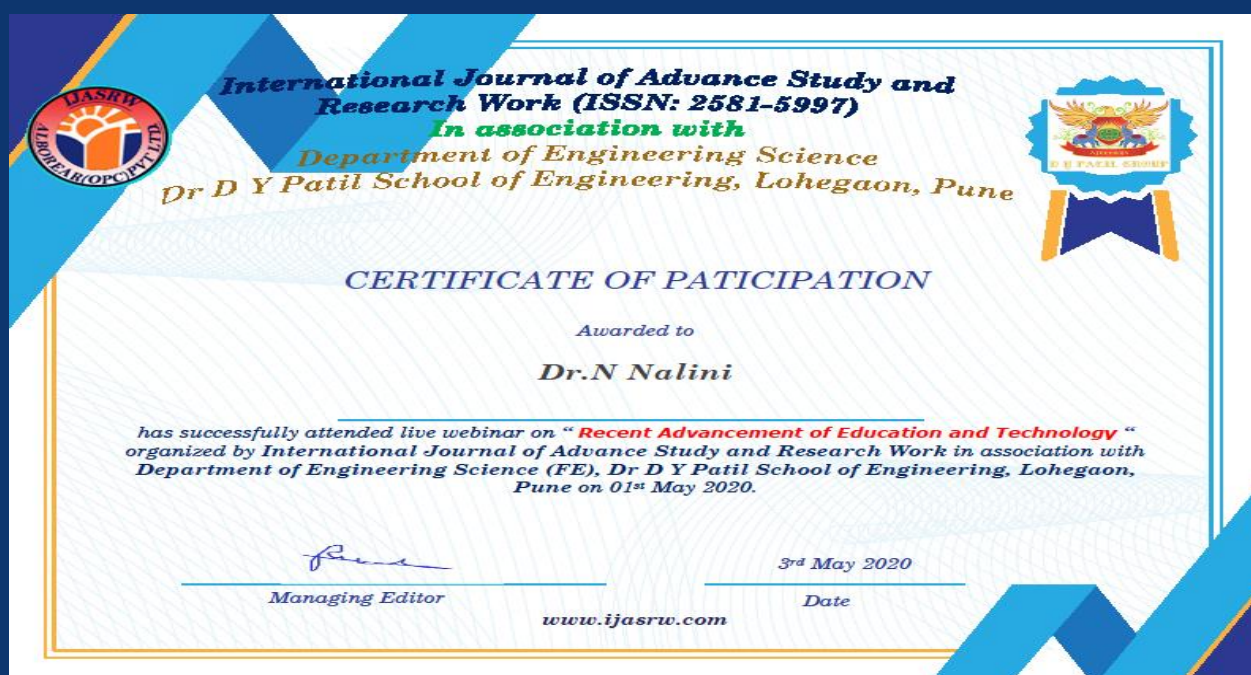 International Journal of Advance Study and
Research Work (ISSN: 2581-5997)
In association with
Department of Engineering Science
Dr D Y Patil School of Engineering, Lohegaon, Pune
IJASRW
ALBOREAR(OPC)PVT LTD
D Y PATIL GROUP
CERTIFICATE OF PATICIPATION
Awarded to
Dr.N Nalini
has successfully attended live webinar on “ Recent Advancement of Education and Technology “
organized by International Journal of Advance Study and Research Work in association with
Department of Engineering Science (FE), Dr D Y Patil School of Engineering, Lohegaon,
Pune on 01st May 2020.
3rd May 2020
Managing Editor
Date
www.ijasrw.com